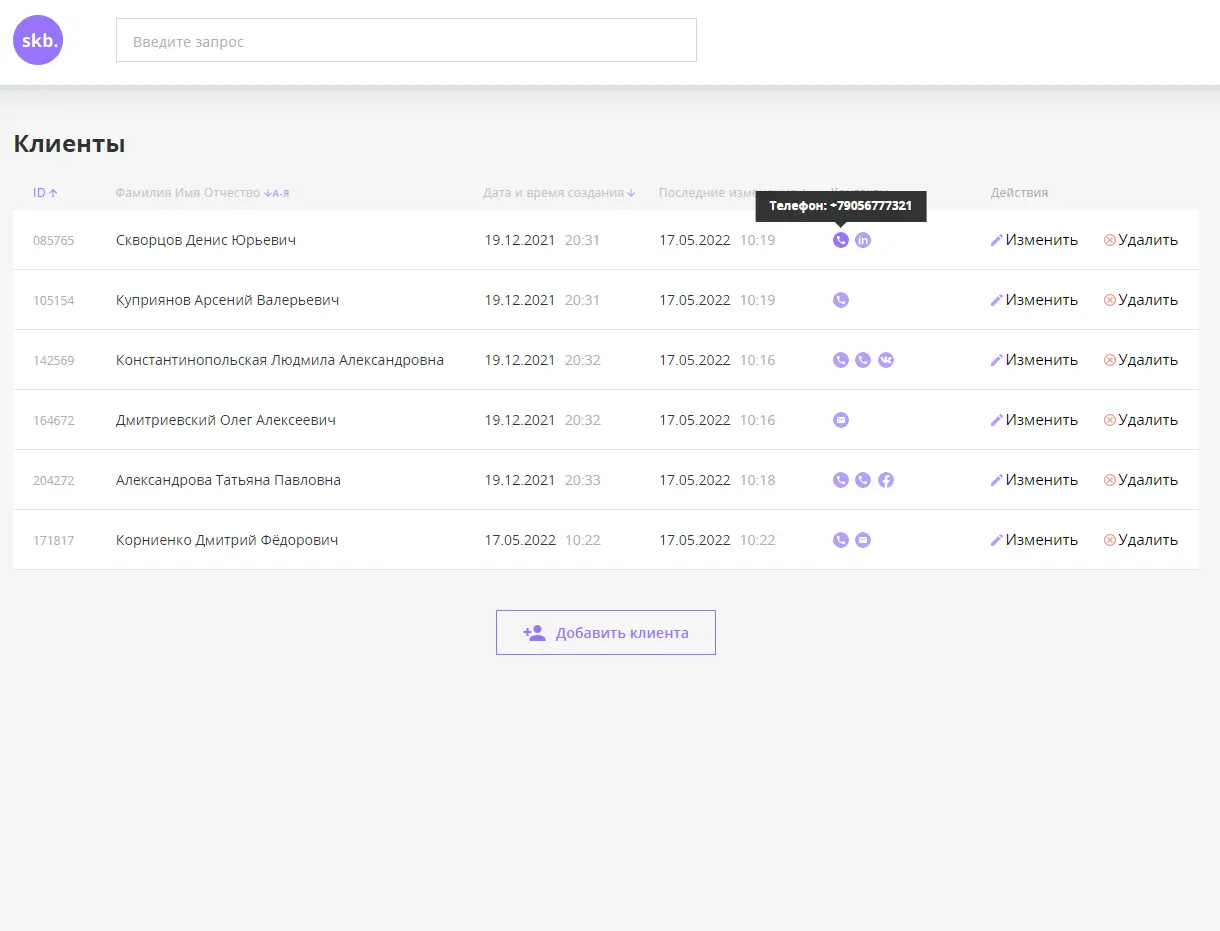 skb.
Введите запрос
Клиенты
ID Фамилия Имя Отчество А-Я Дата и время создания Последние Действия
Телефон: +79056777321
085765 Скворцов Денис Юрьевич 19.12.2021 20:31 17.05.2022 10:19 in Изменить Удалить
105154 Куприянов Арсений Валерьевич 19.12.2021 20:31 17.05.2022 10:19 Изменить Удалить
142569 Константинопольская Людмила Александровна 19.12.2021 20:32 17.05.2022 10:16 Изменить Удалить
164672 Дмитриевский Олег Алексеевич 19.12.2021 20:32 17.05.2022 10:16 Изменить Удалить
204272 Александрова Татьяна Павловна 19.12.2021 20:33 17.05.2022 10:18 Изменить Удалить
171817 Корниенко Дмитрий Фёдорович 17.05.2022 10:22 17.05.2022 10:22 Изменить Удалить
Добавить клиента